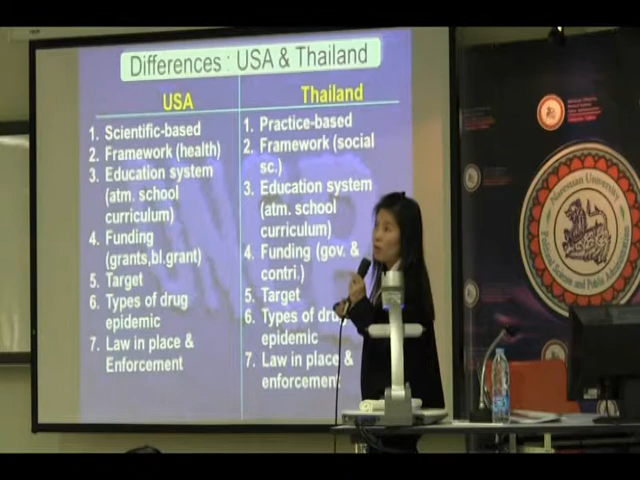 Differences : USA & Thailand
USA
1. Scientific-based
2. Framework (health)
3. Education system
(atm. school
curriculum)
4. Funding
(grants,bl.grant)
5. Target
6. Types of drug
epidemic
7. Law in place &
Enforcement
Thailand
1. Practice-based
2. Framework (social
sc.)
3. Education system
(atm. school
curriculum)
4. Funding (gov. &
contri.)
5. Target
6. Types of dru
epidemic
7. Law in place &
enforcement
Naresuan University